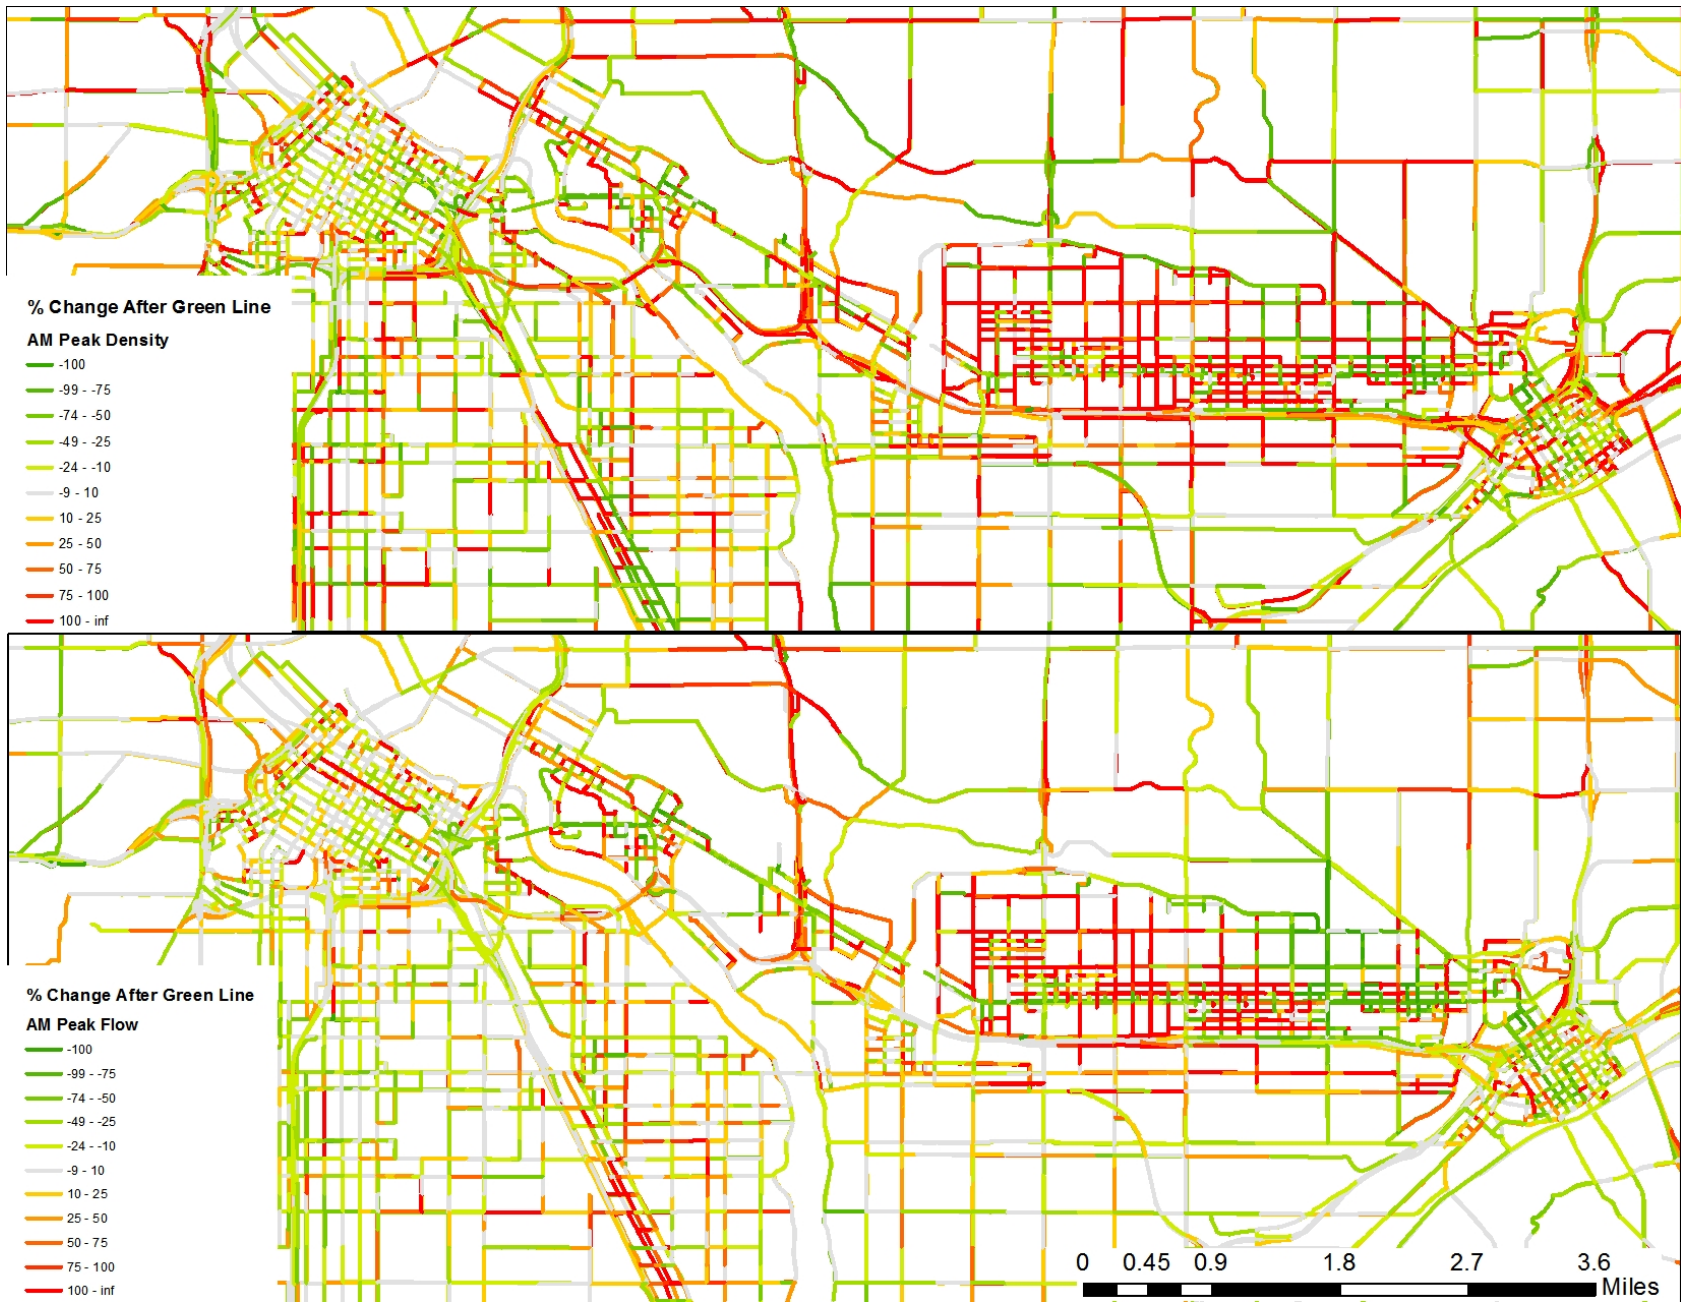 % Change After Green Line
AM Peak Density
-100
-99 - -75
-74 - -50
-49 - -25
-24 - -10
-9 - 10
10 - 25
25 - 50
50 - 75
75 - 100
100 - inf
% Change After Green Line
AM Peak Flow
-100
-99 - -75
-74 - -50
-49 - -25
-24 - -10
-9 - 10
10 - 25
25 - 50
50 - 75
75 - 100
100 - inf
0 0.45 0.9 1.8 2.7 3.6
Miles